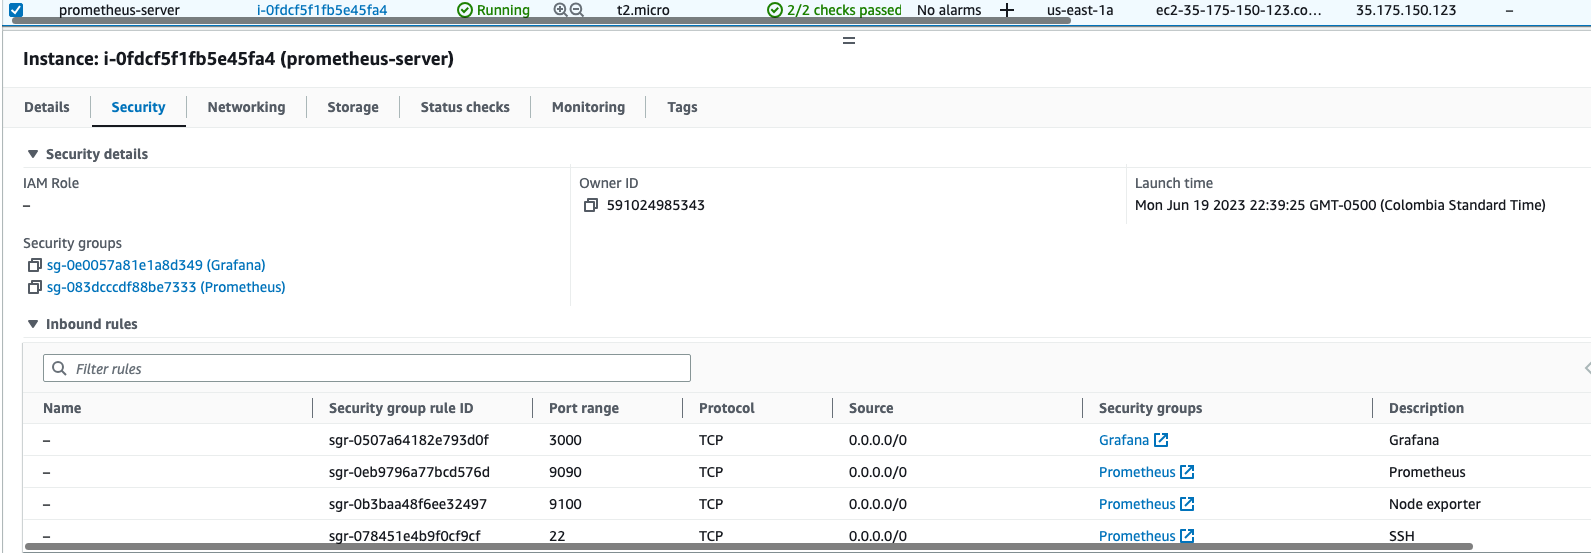 prometheus-server i-0fdcf5f1fb5e45fa4 Running t2.micro 2/2 checks passed No alarms us-east-1a ec2-35-175-150-123.co... 35.175.150.123 –
Instance: i-0fdcf5f1fb5e45fa4 (prometheus-server)
Details Security Networking Storage Status checks Monitoring Tags
Security details
IAM Role Owner ID Launch time
– 591024985343 Mon Jun 19 2023 22:39:25 GMT-0500 (Colombia Standard Time)
Security groups
sg-0e0057a81e1a8d349 (Grafana)
sg-083dcccdf88be7333 (Prometheus)
Inbound rules
Filter rules
Name Security group rule ID Port range Protocol Source Security groups Description
– sgr-0507a64182e793d0f 3000 TCP 0.0.0.0/0 Grafana Grafana
– sgr-0eb9796a77bcd576d 9090 TCP 0.0.0.0/0 Prometheus Prometheus
– sgr-0b3baa48f6ee32497 9100 TCP 0.0.0.0/0 Prometheus Node exporter
– sgr-078451e4b9f0cf9cf 22 TCP 0.0.0.0/0 Prometheus SSH